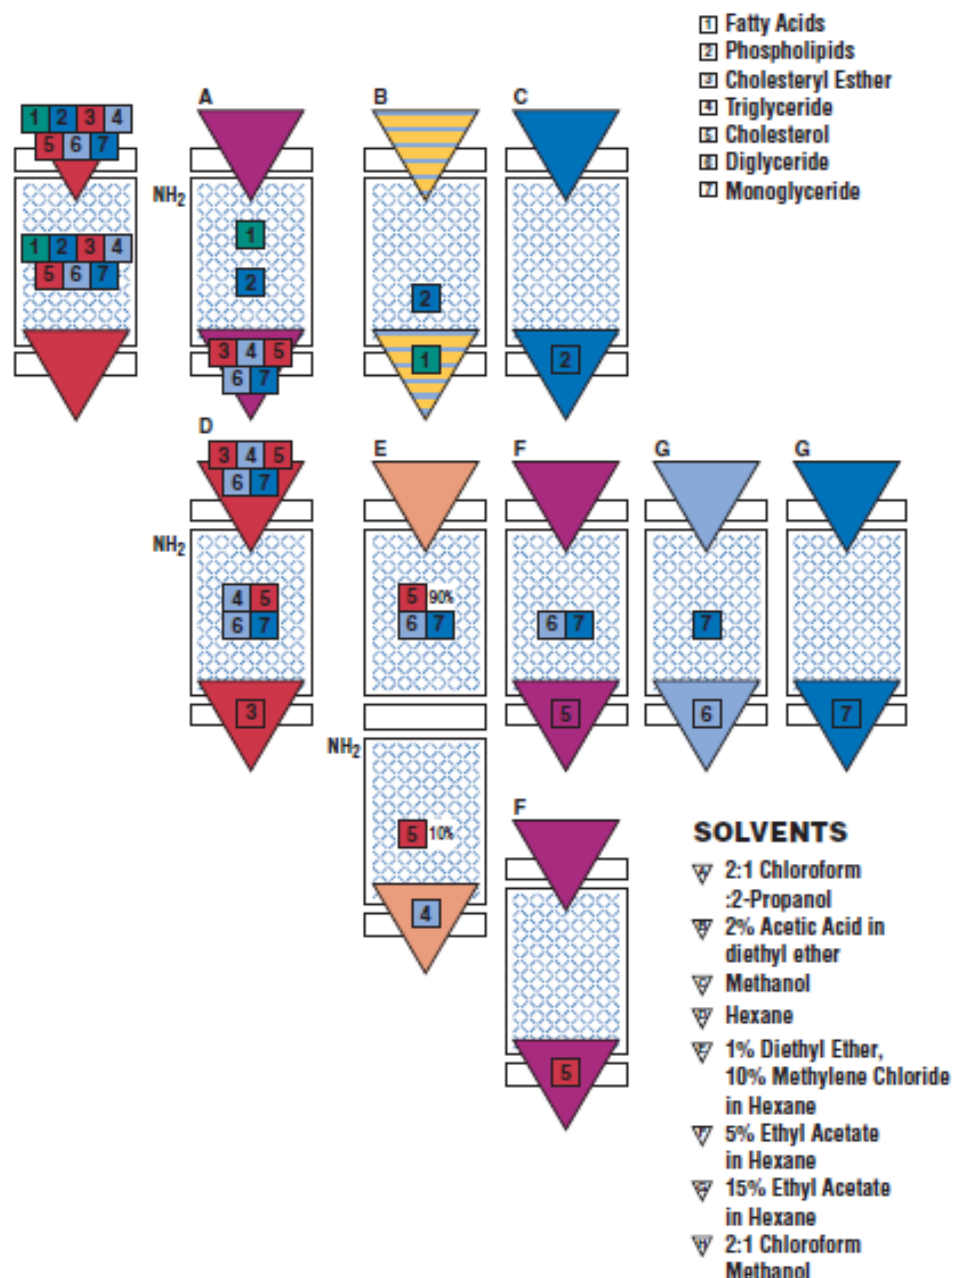 1 Fatty Acids
2 Phospholipids
3 Cholesteryl Esther
4 Triglyceride
5 Cholesterol
6 Diglyceride
7 Monoglyceride
A
B
C
1 2 3 4
5 6 7
NH2
1
1 2 3 4
5 6 7
2
2
3 4 5
6 7
1
2
D
3 4 5
6 7
E
F
G
G
NH2
4 5
6 7
5 90%
6 7
6 7
7
3
5
6
7
NH2
5 10%
4
F
5
SOLVENTS
A 2:1 Chloroform
:2-Propanol
B 2% Acetic Acid in
diethyl ether
C Methanol
D Hexane
E 1% Diethyl Ether,
10% Methylene Chloride
in Hexane
F 5% Ethyl Acetate
in Hexane
G 15% Ethyl Acetate
in Hexane
H 2:1 Chloroform
Methanol